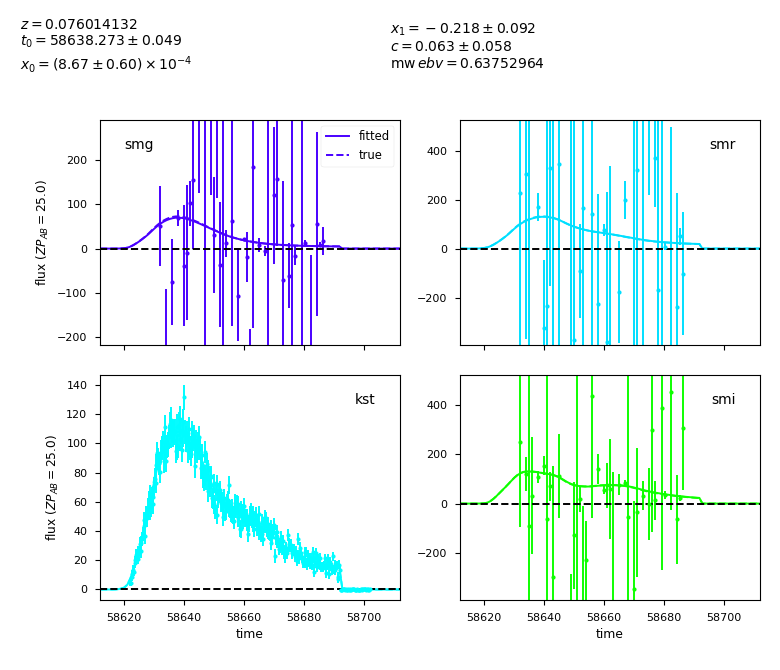 z = 0.076014132
t₀ = 58638.273 ± 0.049
x₀ = (8.67 ± 0.60) × 10⁻⁴
x₁ = −0.218 ± 0.092
c = 0.063 ± 0.058
mw ebv = 0.63752964
smg
fitted
true
200
100
0
−100
−200
flux (ZP_AB = 25.0)
smr
400
200
0
−200
kst
140
120
100
80
60
40
20
0
flux (ZP_AB = 25.0)
58620 58640 58660 58680 58700
time
smi
400
200
0
−200
58620 58640 58660 58680 58700
time